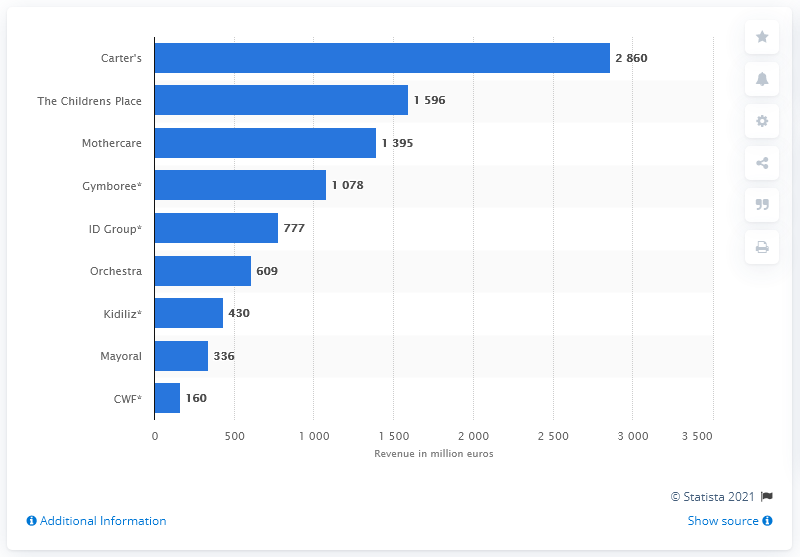 Carter's 2 860
The Childrens Place 1 596
Mothercare 1 395
Gymboree* 1 078
ID Group* 777
Orchestra 609
Kidiliz* 430
Mayoral 336
CWF* 160
0 500 1 000 1 500 2 000 2 500 3 000 3 500
Revenue in million euros
© Statista 2021
Additional Information Show source